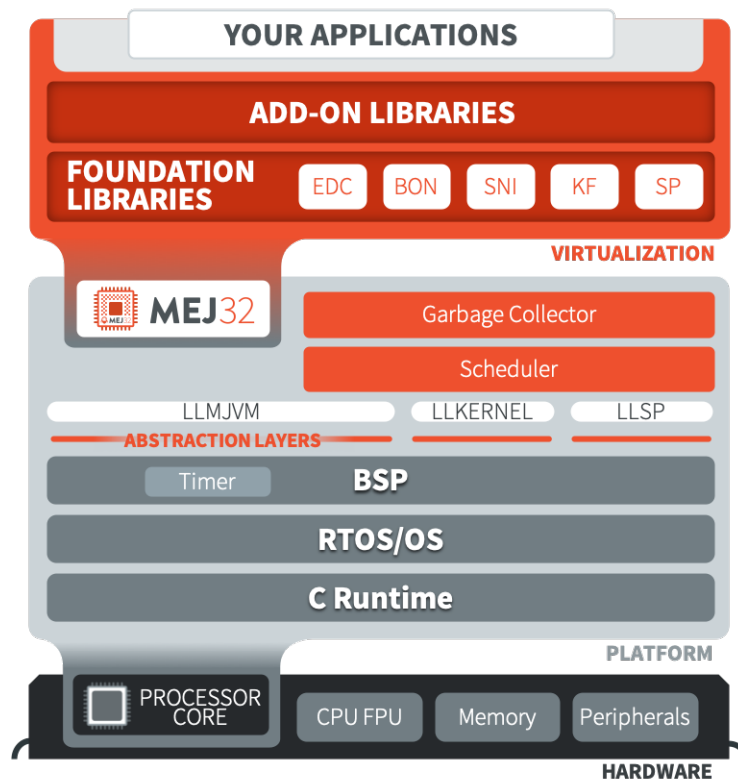 YOUR APPLICATIONS
ADD-ON LIBRARIES
FOUNDATION
LIBRARIES
EDC BON SNI KF SP
VIRTUALIZATION
MEJ32
MEJ32
Garbage Collector
Scheduler
LLMJVM LLKERNEL LLSP
ABSTRACTION LAYERS
Timer BSP
RTOS/OS
C Runtime
PLATFORM
PROCESSOR
CORE
CPU FPU Memory Peripherals
HARDWARE